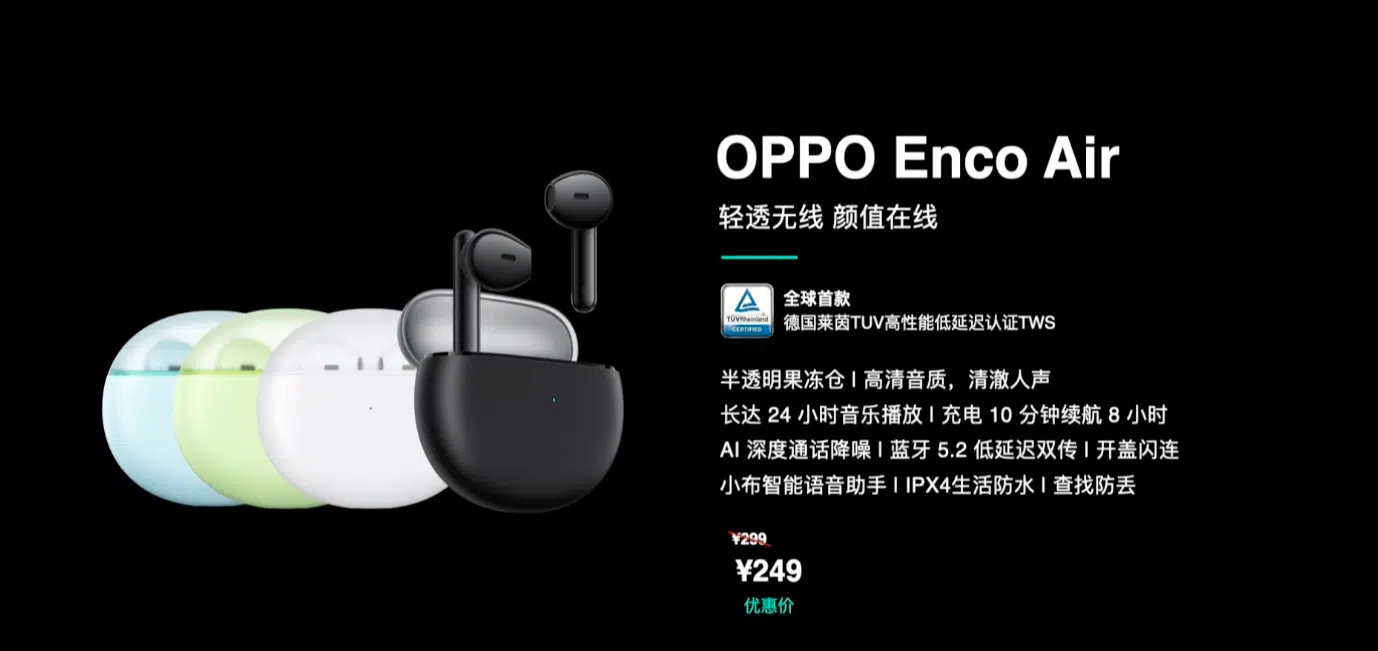 OPPO Enco Air
轻透无线 颜值在线
TÜVRheinland
CERTIFIED
全球首款
德国莱茵TUV高性能低延迟认证TWS
半透明果冻仓 | 高清音质，清澈人声
长达 24 小时音乐播放 | 充电 10 分钟续航 8 小时
AI 深度通话降噪 | 蓝牙 5.2 低延迟双传 | 开盖闪连
小布智能语音助手 | IPX4生活防水 | 查找防丢
¥299
¥249
优惠价